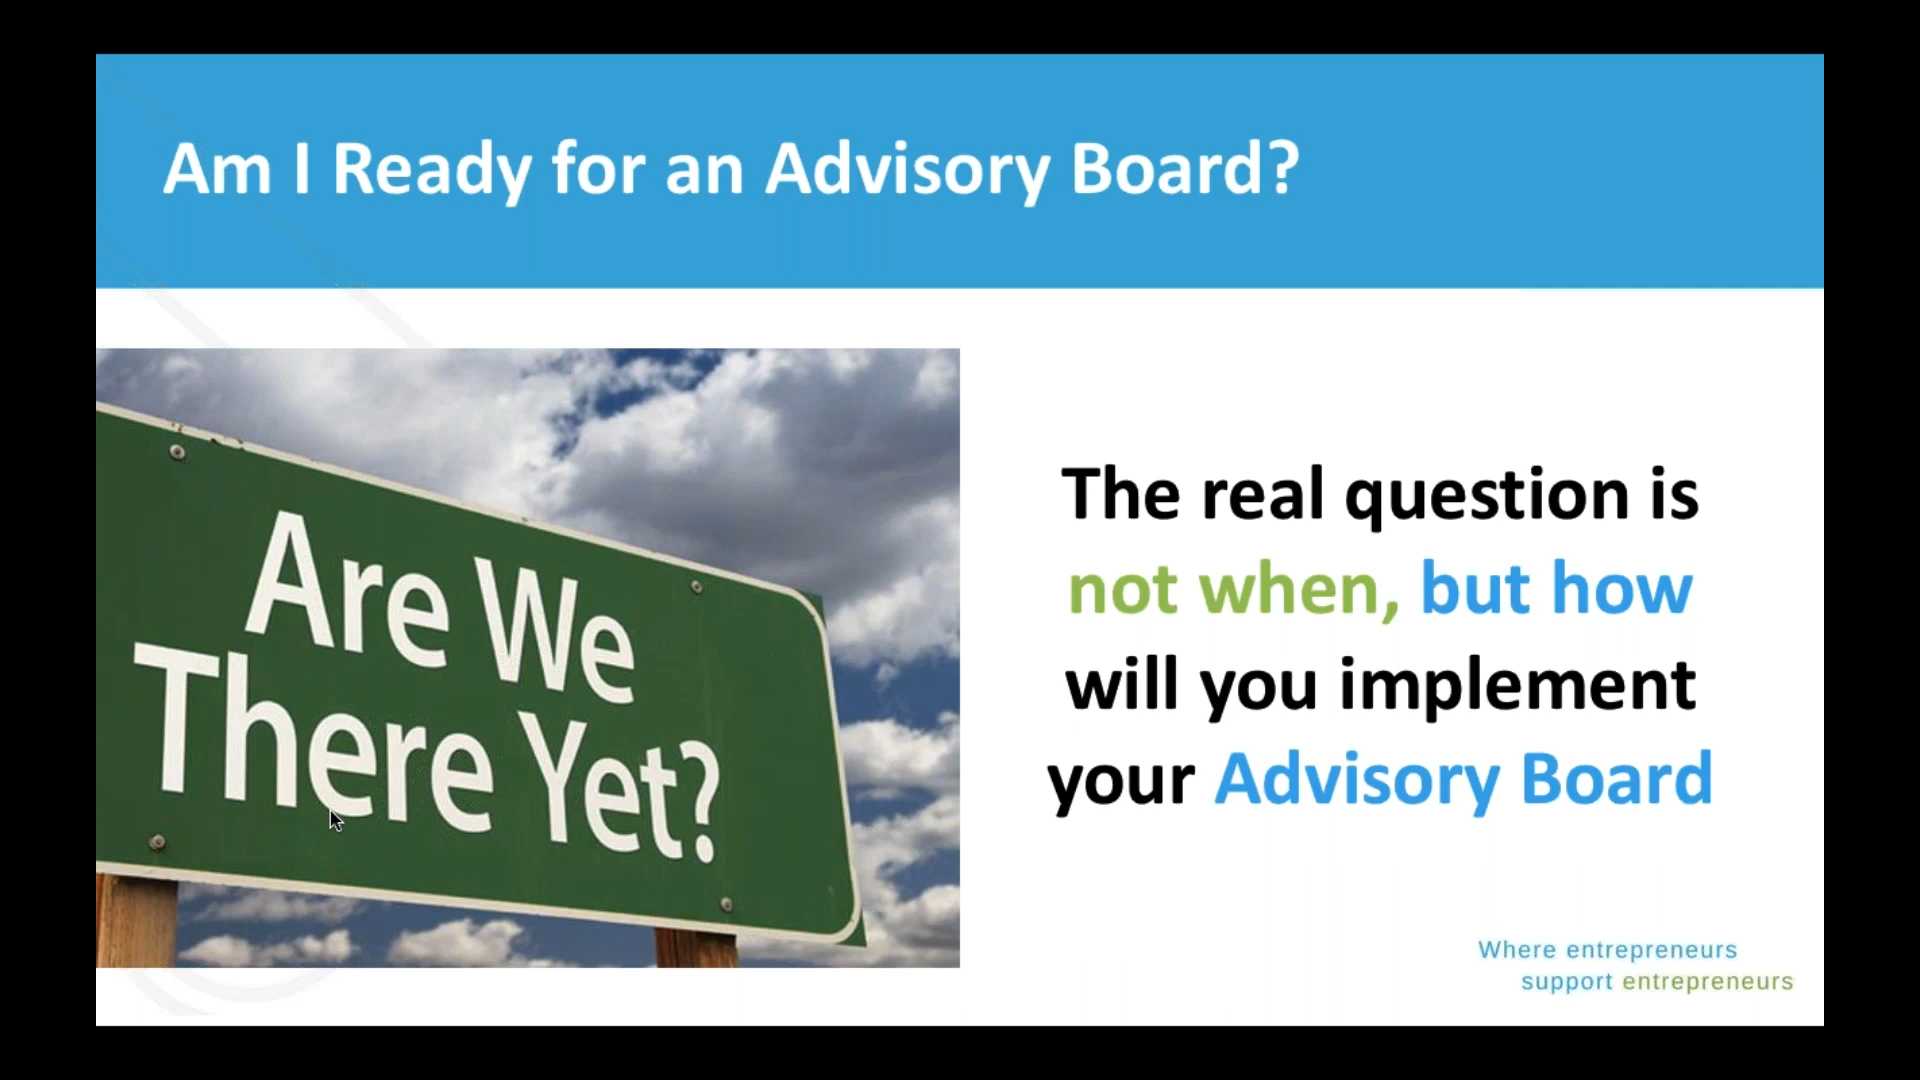 Am I Ready for an Advisory Board?
Are We
There Yet?
The real question is
not when, but how
will you implement
your Advisory Board
Where entrepreneurs
support entrepreneurs